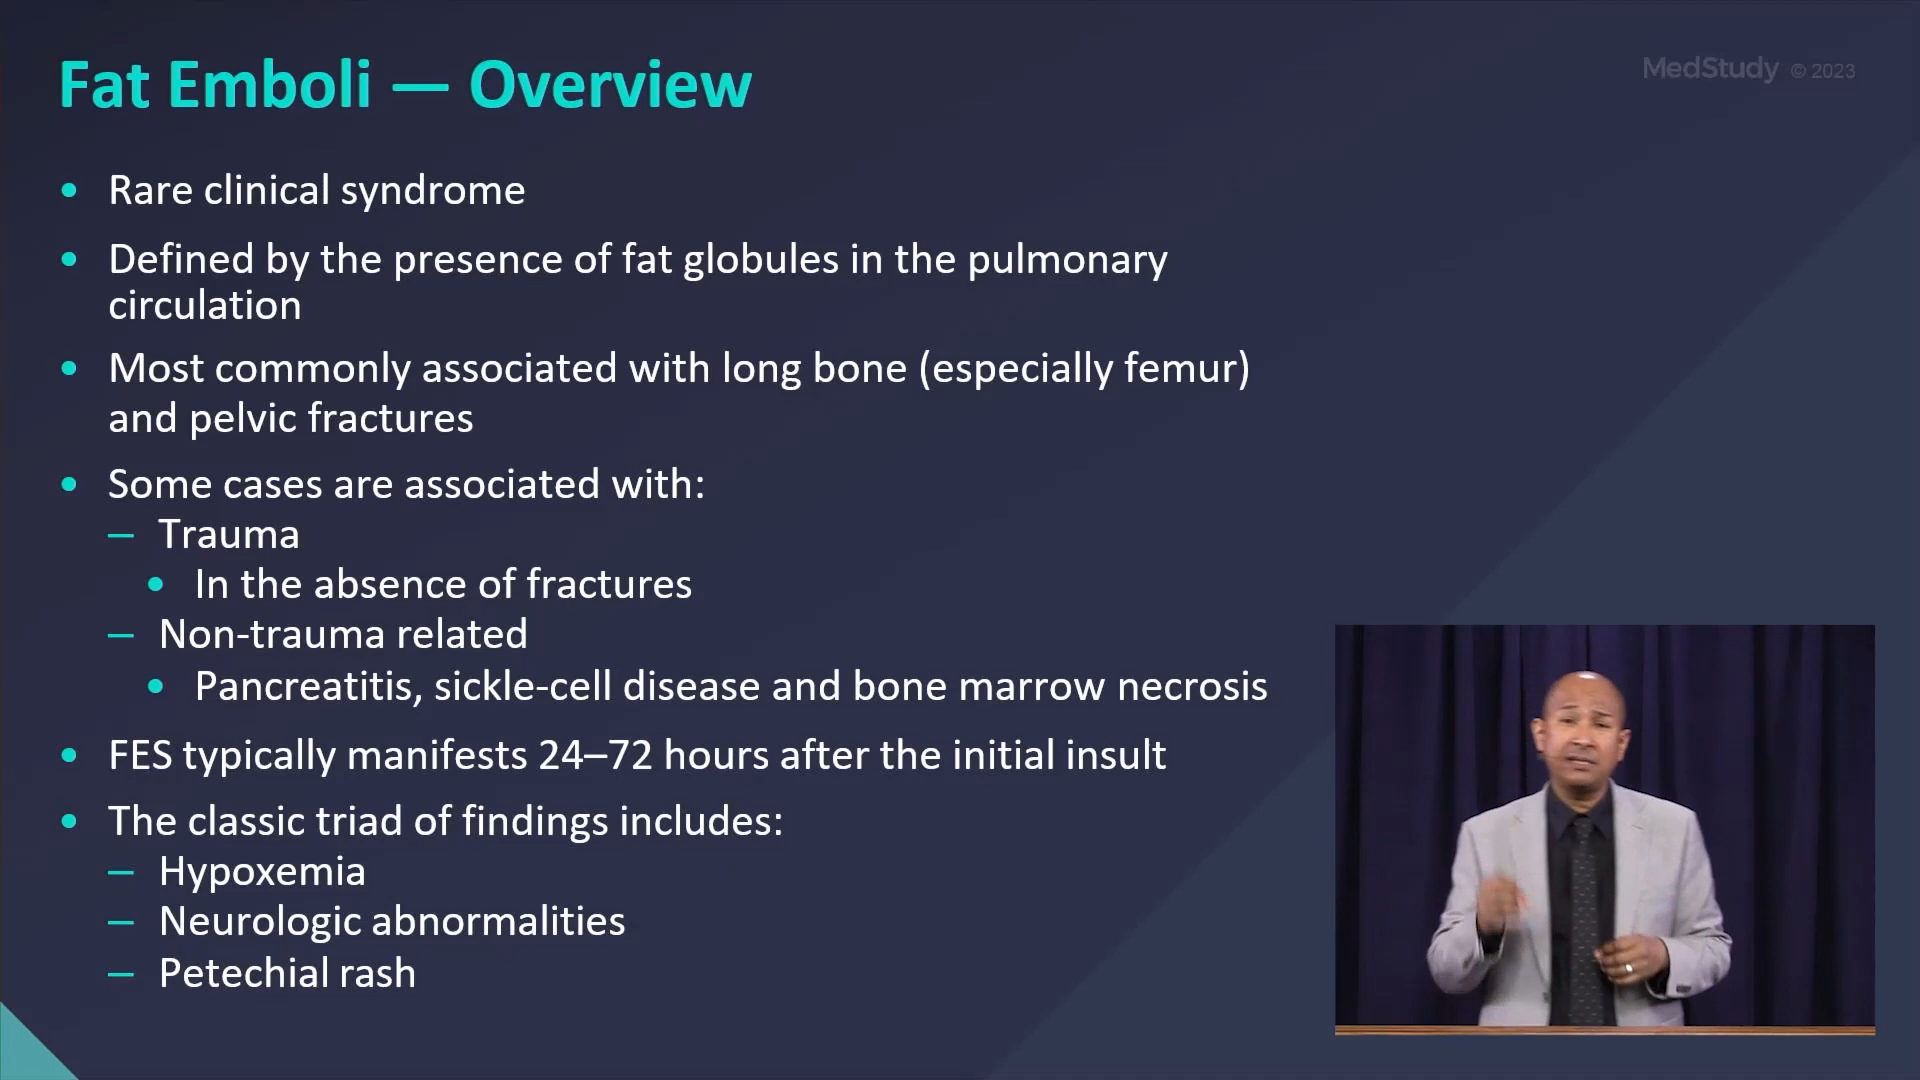 Fat Emboli — Overview
MedStudy © 2023
• Rare clinical syndrome
• Defined by the presence of fat globules in the pulmonary
circulation
• Most commonly associated with long bone (especially femur)
and pelvic fractures
• Some cases are associated with:
– Trauma
• In the absence of fractures
– Non-trauma related
• Pancreatitis, sickle-cell disease and bone marrow necrosis
• FES typically manifests 24–72 hours after the initial insult
• The classic triad of findings includes:
– Hypoxemia
– Neurologic abnormalities
– Petechial rash